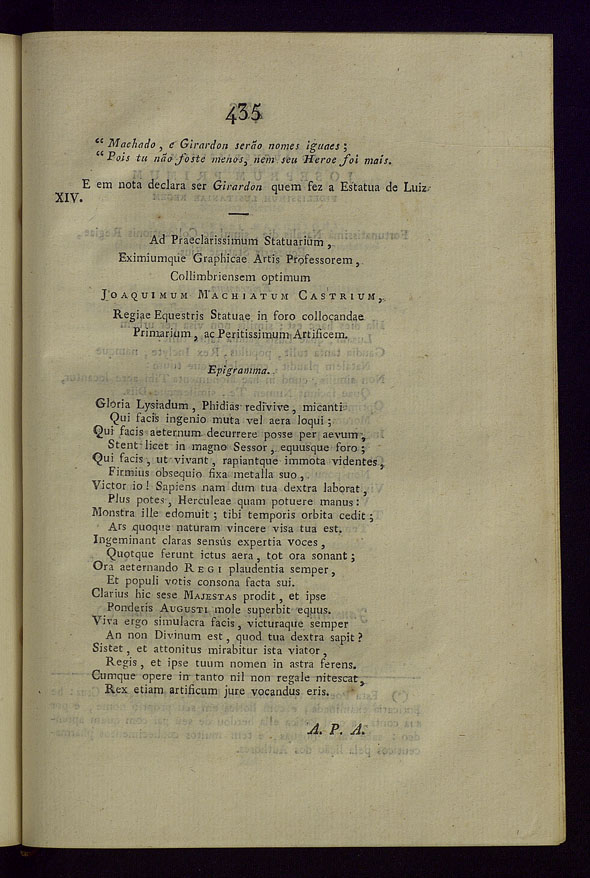 435
“ Machado, e Girardon serão nomes iguaes;
“ Pois tu não foste menos, nem seu Heroe foi mais.
E em nota declara ser Girardon quem fez a Estatua de Luiz
XIV.
Ad Praeclarissimum Statuarium,
Eximiumque Graphicae Artis Professorem,
Collimbriensem optimum
JOAQUIMUM MACHIATUM CASTRIUM,
Regiae Equestris Statuae in foro collocandae
Primarium, ac Peritissimum Artificem.
Epigramma.
Gloria Lysiadum, Phidias redivive, micanti
Qui facis ingenio muta vel aera loqui;
Qui facis aeternum decurrere posse per aevum,
Stent licet in magno Sessor, equusque foro;
Qui facis, ut vivant, rapiantque immota videntes,
Firmius obsequio fixa metalla suo,
Victor io! Sapiens nam dum tua dextra laborat,
Plus potes, Herculeae quam potuere manus:
Monstra ille edomuit; tibi temporis orbita cedit;
Ars quoque naturam vincere visa tua est.
Ingeminant claras sensûs expertia voces,
Quotque ferunt ictus aera, tot ora sonant;
Ora aeternando REGI plaudentia semper,
Et populi votis consona facta sui.
Clarius hic sese MAJESTAS prodit, et ipse
Ponderis AUGUSTI mole superbit equus.
Viva ergo simulacra facis, victuraque semper
An non Divinum est, quod tua dextra sapit?
Sistet, et attonitus mirabitur ista viator,
Regis, et ipse tuum nomen in astra ferens.
Cumque opere in tanto nil non regale nitescat,
Rex etiam artificum jure vocandus eris.
A. P. A.